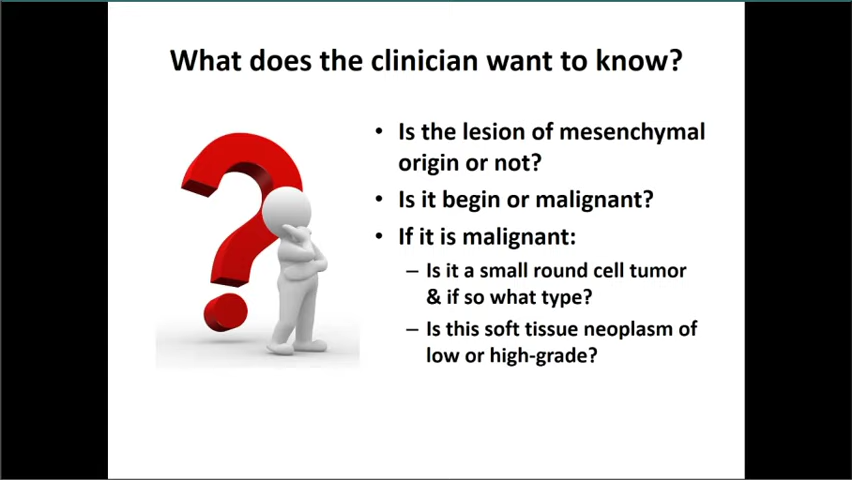 What does the clinician want to know?
• Is the lesion of mesenchymal
origin or not?
• Is it begin or malignant?
• If it is malignant:
– Is it a small round cell tumor
& if so what type?
– Is this soft tissue neoplasm of
low or high-grade?